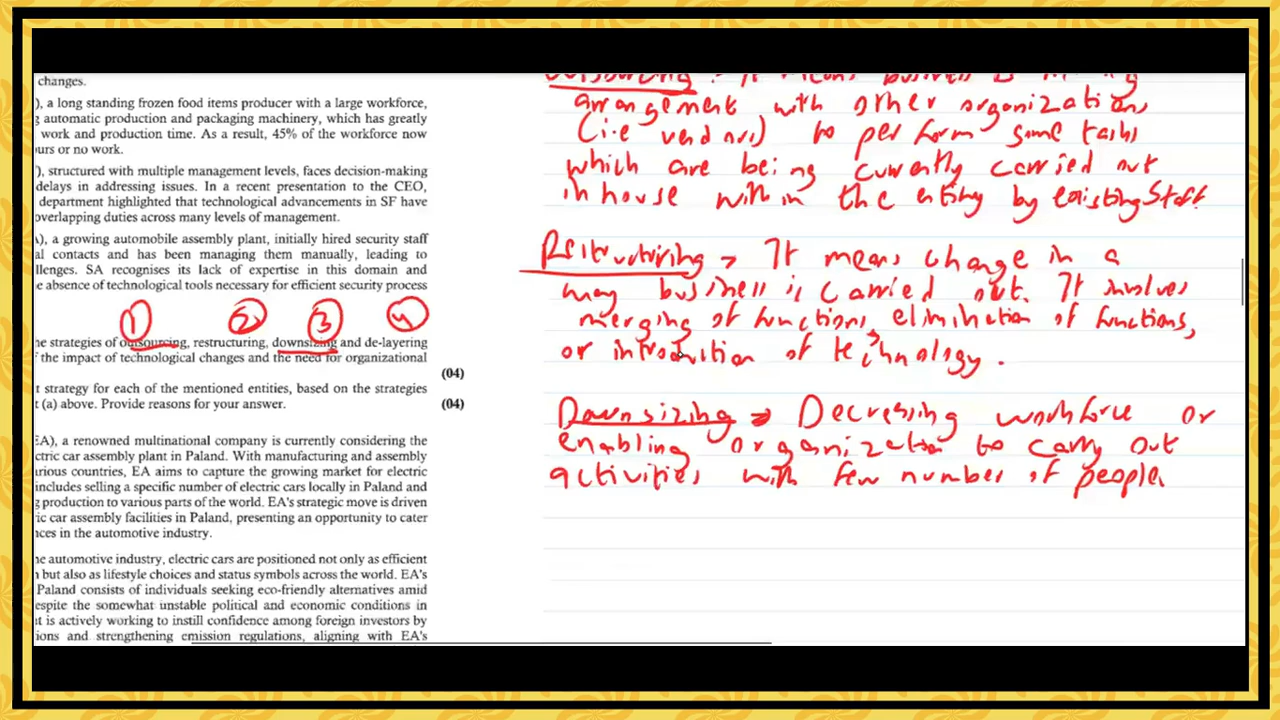 changes.
), a long standing frozen food items producer with a large workforce,
g automatic production and packaging machinery, which has greatly
work and production time. As a result, 45% of the workforce now
ours or no work.
), structured with multiple management levels, faces decision-making
delays in addressing issues. In a recent presentation to the CEO,
department highlighted that technological advancements in SF have
overlapping duties across many levels of management.
A), a growing automobile assembly plant, initially hired security staff
al contacts and has been managing them manually, leading to
llenges. SA recognises its lack of expertise in this domain and
e absence of technological tools necessary for efficient security process
1 2 3 4
he strategies of outsourcing, restructuring, downsizing and de-layering
f the impact of technological changes and the need for organizational
(04)
t strategy for each of the mentioned entities, based on the strategies
t (a) above. Provide reasons for your answer.
(04)
EA), a renowned multinational company is currently considering the
ctric car assembly plant in Paland. With manufacturing and assembly
arious countries, EA aims to capture the growing market for electric
includes selling a specific number of electric cars locally in Paland and
g production to various parts of the world. EA's strategic move is driven
ic car assembly facilities in Paland, presenting an opportunity to cater
nces in the automotive industry.
he automotive industry, electric cars are positioned not only as efficient
n but also as lifestyle choices and status symbols across the world. EA's
Paland consists of individuals seeking eco-friendly alternatives amid
espite the somewhat unstable political and economic conditions in
t is actively working to instill confidence among foreign investors by
ions and strengthening emission regulations, aligning with EA's
outsourcing → It means business is making
arrangement with other organizations
(i.e vendors) to perform some tasks
which are being currently carried out
inhouse within the entity by existing Staff.
Restructuring → It means change in a
way business is carried out. It involves
merging of functions, elimination of functions,
or introduction of technology.
Downsizing → Decreasing workforce or
enabling organization to carry out
activities with few number of people